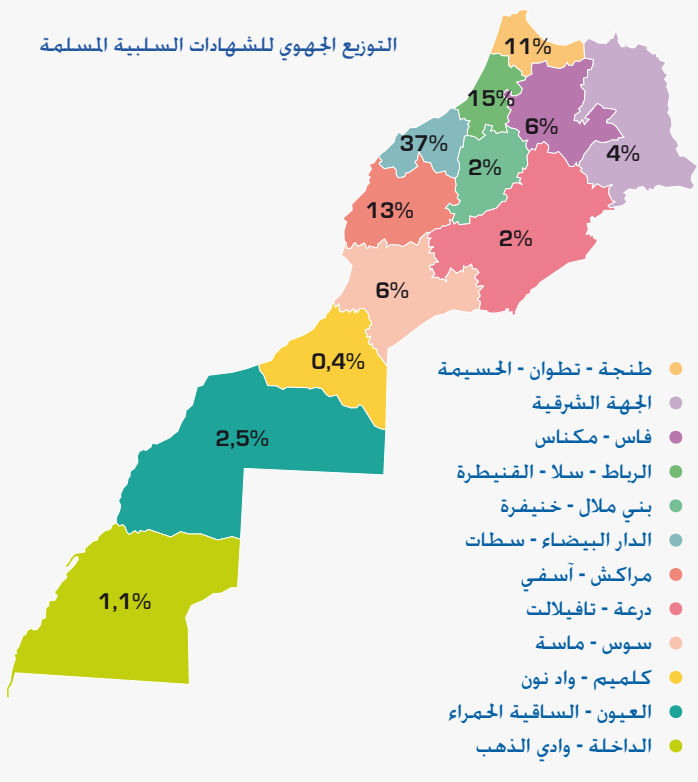 التوزيع الجهوي للشهادات السلبية المسلمة
11%
15%
6%
4%
37%
2%
13%
2%
6%
0,4%
2,5%
1,1%
طنجة - تطوان - الحسيمة
الجهة الشرقية
فاس - مكناس
الرباط - سلا - القنيطرة
بني ملال - خنيفرة
الدار البيضاء - سطات
مراكش - آسفي
درعة - تافيلالت
سوس - ماسة
كلميم - واد نون
العيون - الساقية الحمراء
الداخلة - وادي الذهب